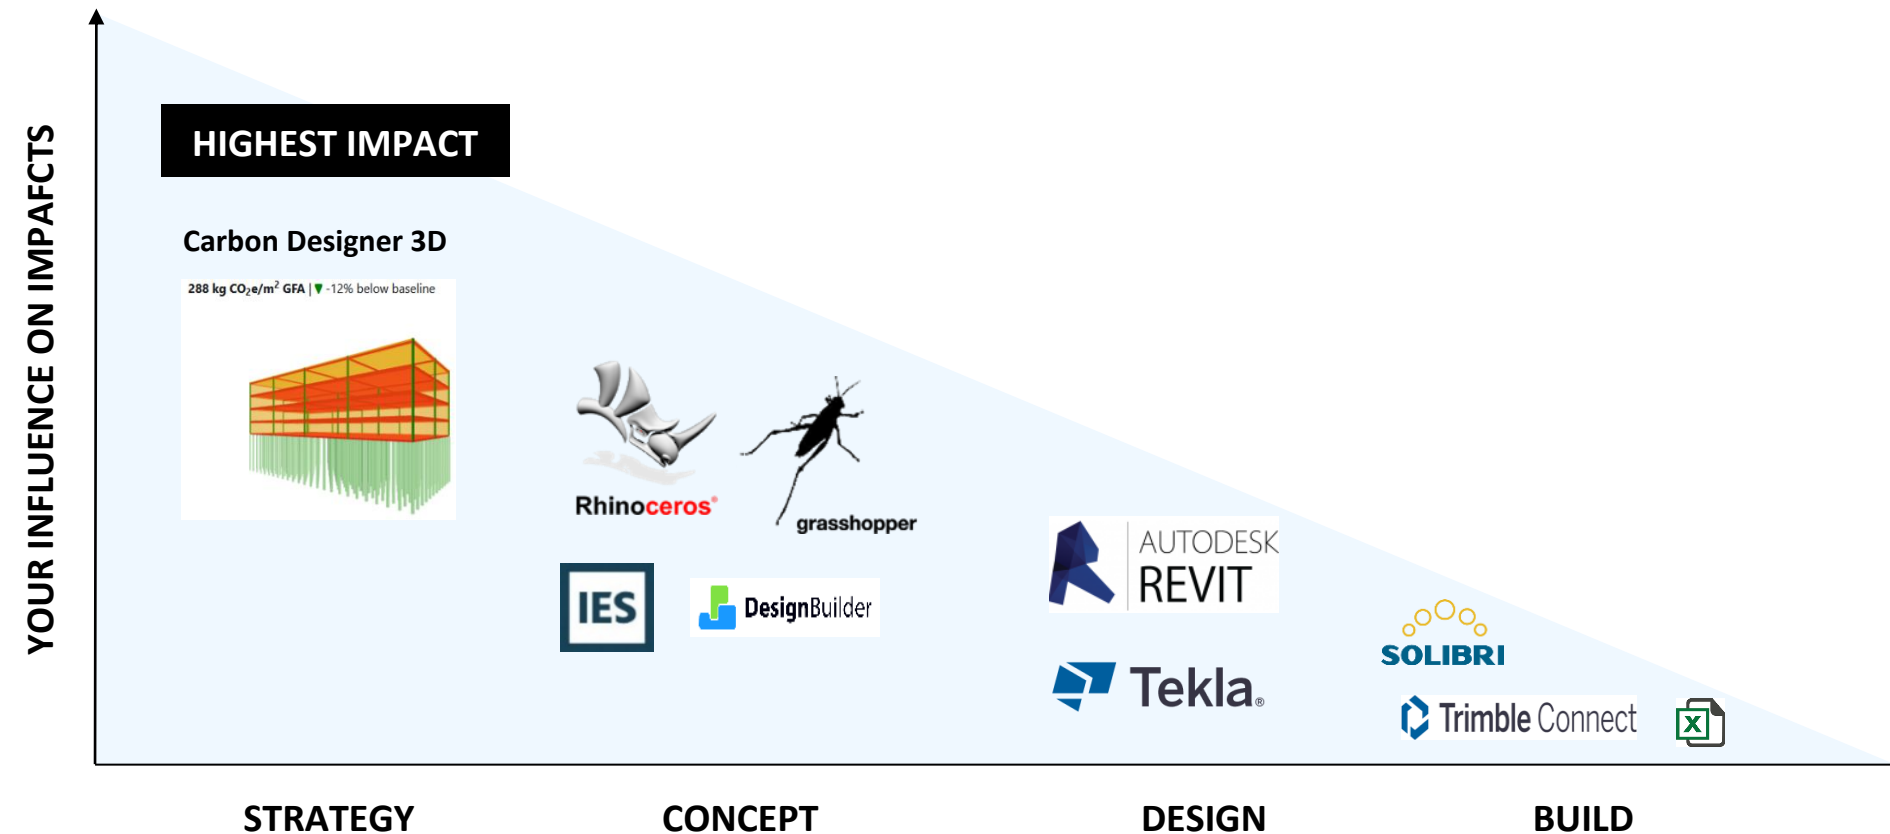 YOUR INFLUENCE ON IMPAFCTS
HIGHEST IMPACT
Carbon Designer 3D
288 kg CO₂e/m² GFA | ▼ -12% below baseline
Rhinoceros®
grasshopper
IES
DesignBuilder
AUTODESK
REVIT
Tekla®
SOLIBRI
Trimble Connect
X
STRATEGY
CONCEPT
DESIGN
BUILD